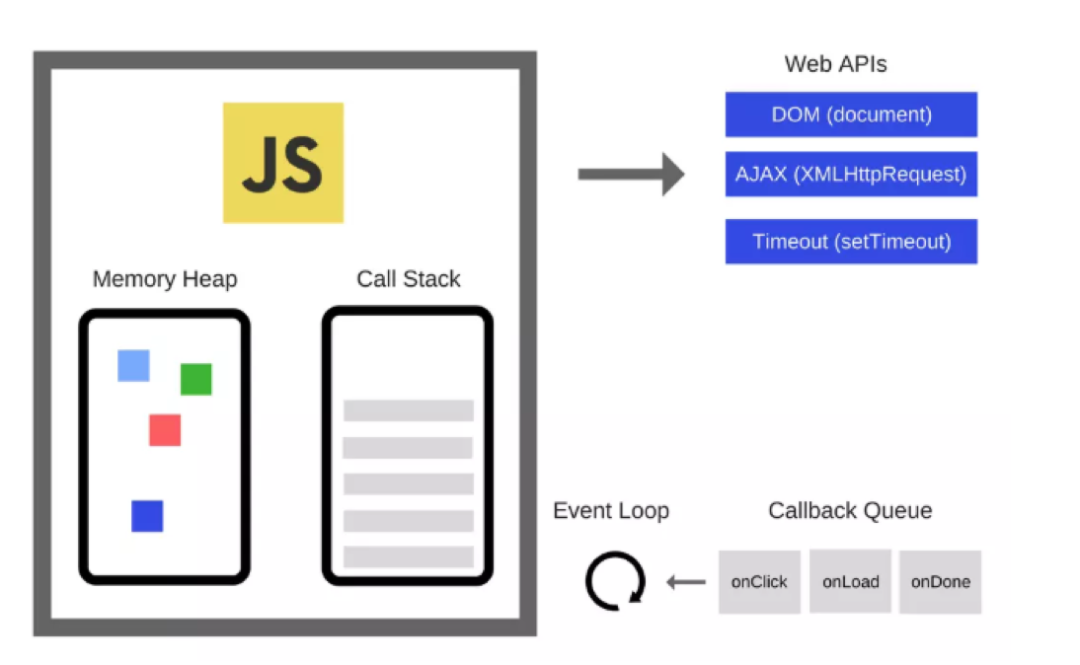 Web APIs
DOM (document)
JS
AJAX (XMLHttpRequest)
Timeout (setTimeout)
Memory Heap
Call Stack
Event Loop
Callback Queue
onClick
onLoad
onDone